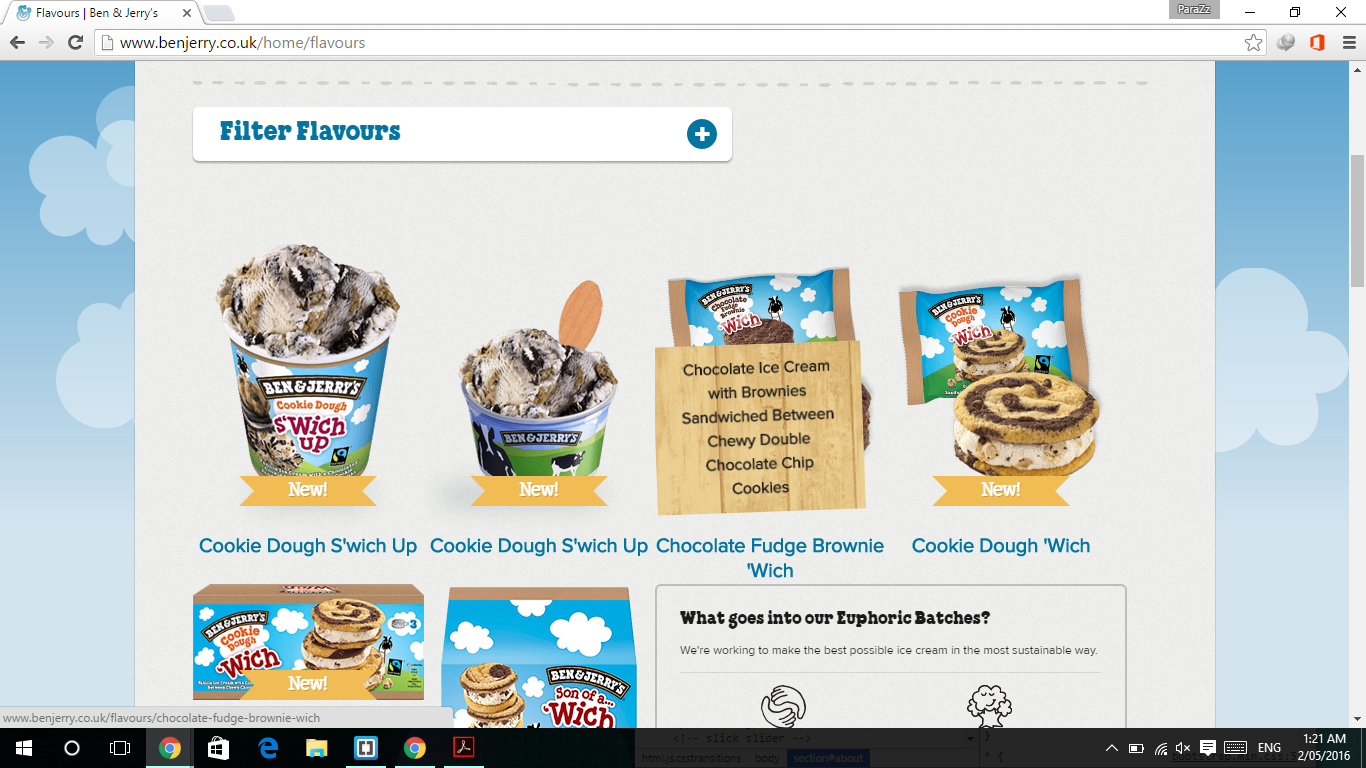 Flavours | Ben & Jerry's
ParaZz
www.benjerry.co.uk/home/flavours
Filter Flavours
BEN & JERRY'S
Cookie Dough
S'WICH
UP
New!
Cookie Dough S'wich Up
BEN & JERRY'S
New!
Cookie Dough S'wich Up
BEN & JERRY'S
Chocolate
Fudge
Brownie
'Wich
Chocolate Ice Cream
with Brownies
Sandwiched Between
Chewy Double
Chocolate Chip
Cookies
Chocolate Fudge Brownie
'Wich
BEN & JERRY'S
Cookie
Dough
'Wich
New!
Cookie Dough 'Wich
BEN & JERRY'S
Cookie
Dough
'Wich
×3
New!
BEN & JERRY'S
Son of a...
'Wich
What goes into our Euphoric Batches?
We're working to make the best possible ice cream in the most sustainable way.
www.benjerry.co.uk/flavours/chocolate-fudge-brownie-wich
<!-- slick slider -->
html.js.csstransitions body section#about
}
* {
bootstrap.min.css:5
ENG
1:21 AM
2/05/2016